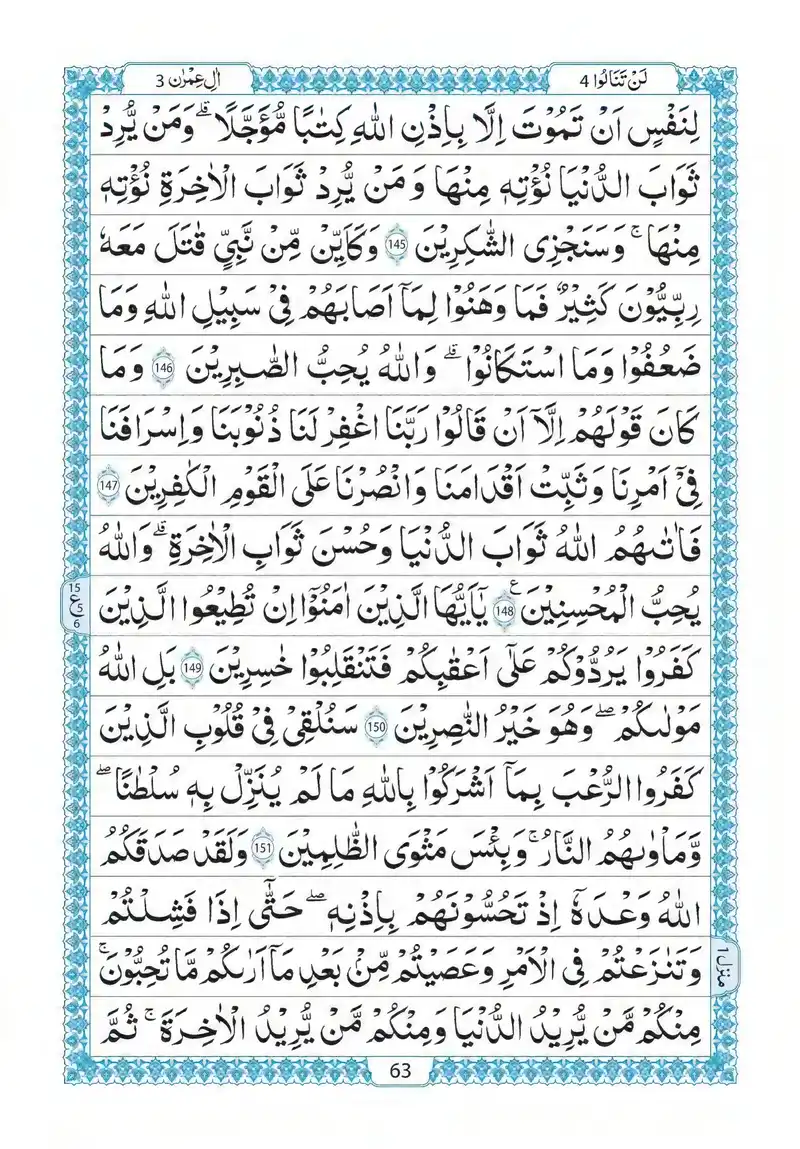 لَنْ تَنَالُوا 4
اٰلِ عِمْرٰن 3
لِنَفْسٍ اَنْ تَمُوْتَ اِلَّا بِاِذْنِ اللّٰهِ كِتٰبًا مُّؤَجَّلًا ؕ وَمَنْ يُّرِدْ
ثَوَابَ الدُّنْيَا نُؤْتِهٖ مِنْهَا وَمَنْ يُّرِدْ ثَوَابَ الْاٰخِرَةِ نُؤْتِهٖ
مِنْهَا ۚ وَسَنَجْزِی الشّٰكِرِيْنَ 145 وَكَاَيِّنْ مِّنْ نَّبِيٍّ قٰتَلَ مَعَهٗ
رِبِّيُّوْنَ كَثِيْرٌ فَمَا وَهَنُوْا لِمَاۤ اَصَابَهُمْ فِیْ سَبِيْلِ اللّٰهِ وَمَا
ضَعُفُوْا وَمَا اسْتَكَانُوْا ؕ وَاللّٰهُ يُحِبُّ الصّٰبِرِيْنَ 146 وَمَا
كَانَ قَوْلَهُمْ اِلَّاۤ اَنْ قَالُوْا رَبَّنَا اغْفِرْ لَنَا ذُنُوْبَنَا وَاِسْرَافَنَا
فِیْۤ اَمْرِنَا وَثَبِّتْ اَقْدَامَنَا وَانْصُرْنَا عَلَی الْقَوْمِ الْكٰفِرِيْنَ 147
فَاٰتٰىهُمُ اللّٰهُ ثَوَابَ الدُّنْيَا وَحُسْنَ ثَوَابِ الْاٰخِرَةِ ؕ وَاللّٰهُ
يُحِبُّ الْمُحْسِنِيْنَ 148 ع يٰۤاَيُّهَا الَّذِيْنَ اٰمَنُوْۤا اِنْ تُطِيْعُوا الَّذِيْنَ
15 ع 5 6
كَفَرُوْا يَرُدُّوْكُمْ عَلٰۤی اَعْقٰبِكُمْ فَتَنْقَلِبُوْا خٰسِرِيْنَ 149 بَلِ اللّٰهُ
مَوْلٰىكُمْ ۖ وَهُوَ خَيْرُ النّٰصِرِيْنَ 150 سَنُلْقِیْ فِیْ قُلُوْبِ الَّذِيْنَ
كَفَرُوا الرُّعْبَ بِمَاۤ اَشْرَكُوْا بِاللّٰهِ مَا لَمْ يُنَزِّلْ بِهٖ سُلْطٰنًا ۖ
وَّمَاْوٰىهُمُ النَّارُ ۚ وَبِئْسَ مَثْوَی الظّٰلِمِيْنَ 151 وَلَقَدْ صَدَقَكُمُ
اللّٰهُ وَعْدَهٗۤ اِذْ تَحُسُّوْنَهُمْ بِاِذْنِهٖ ۖ حَتّٰۤی اِذَا فَشِلْتُمْ
وَتَنٰزَعْتُمْ فِی الْاَمْرِ وَعَصَيْتُمْ مِّنْۢ بَعْدِ مَاۤ اَرٰىكُمْ مَّا تُحِبُّوْنَ ۚ
منزل 1
مِنْكُمْ مَّنْ يُّرِيْدُ الدُّنْيَا وَمِنْكُمْ مَّنْ يُّرِيْدُ الْاٰخِرَةَ ۚ ثُمَّ
63